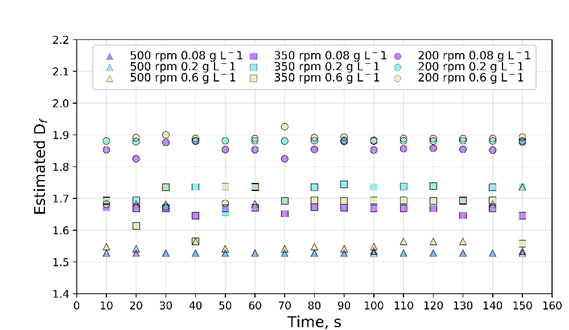 2.2
500 rpm 0.08 g L−1 350 rpm 0.08 g L−1 200 rpm 0.08 g L−1
500 rpm 0.2 g L−1 350 rpm 0.2 g L−1 200 rpm 0.2 g L−1
500 rpm 0.6 g L−1 350 rpm 0.6 g L−1 200 rpm 0.6 g L−1
2.1
2.0
1.9
1.8
1.7
1.6
1.5
1.4
Estimated Df
0 10 20 30 40 50 60 70 80 90 100 110 120 130 140 150 160
Time, s